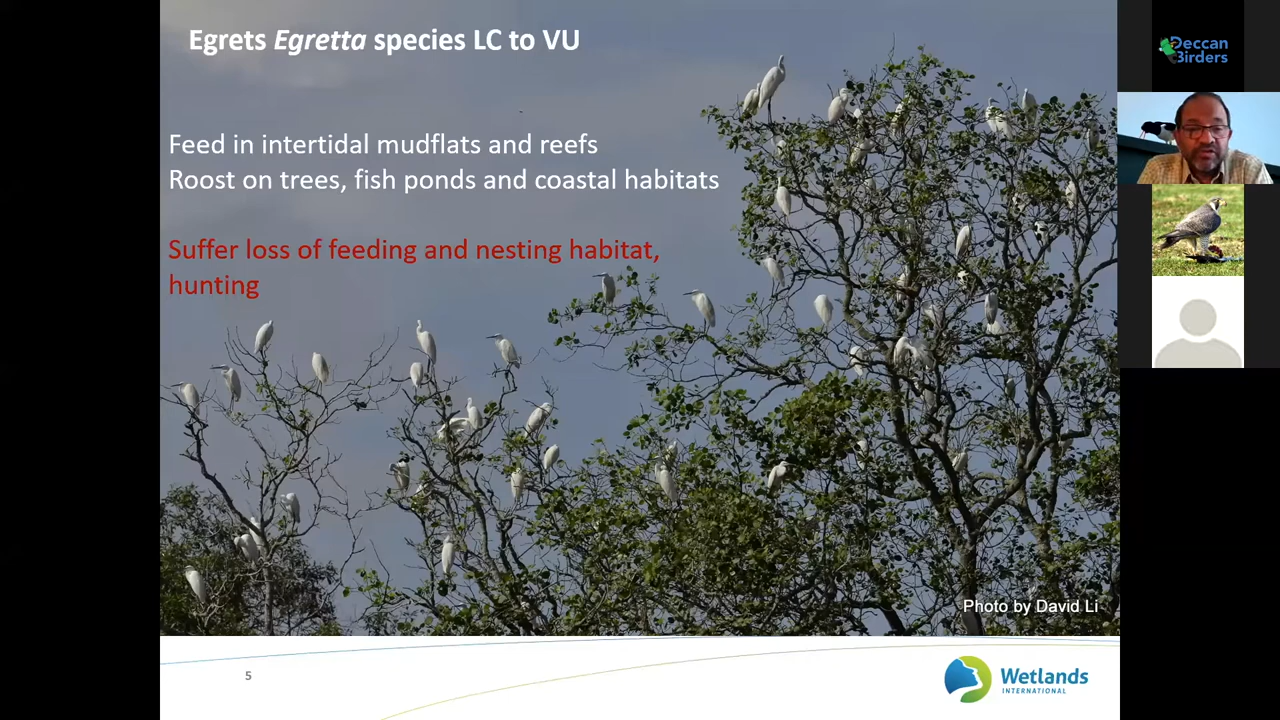 Egrets Egretta species LC to VU
Feed in intertidal mudflats and reefs
Roost on trees, fish ponds and coastal habitats
Suffer loss of feeding and nesting habitat,
hunting
Photo by David Li
5
Wetlands
INTERNATIONAL
Deccan
Birders